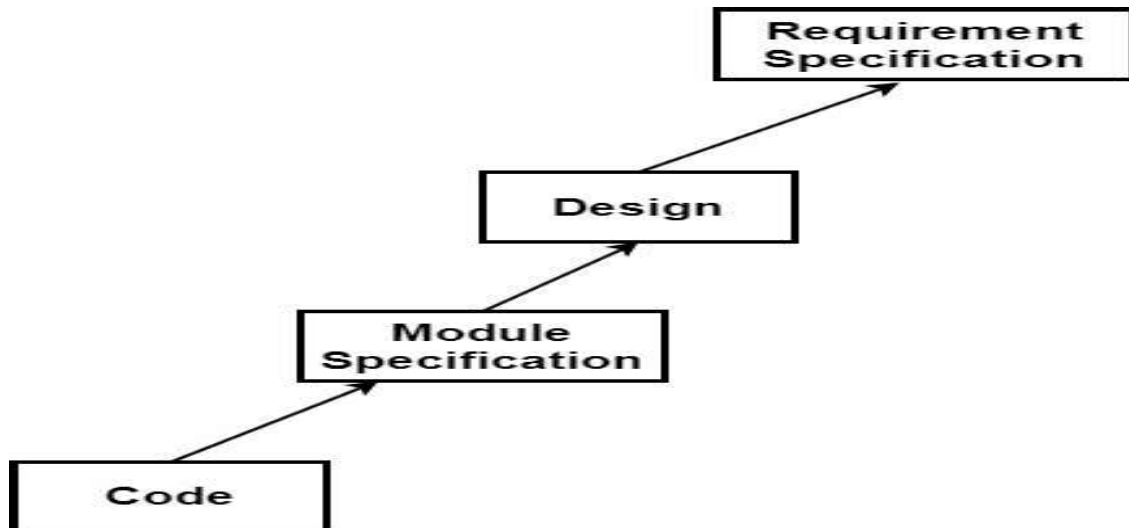 Requirement
Specification
Design
Module
Specification
Code